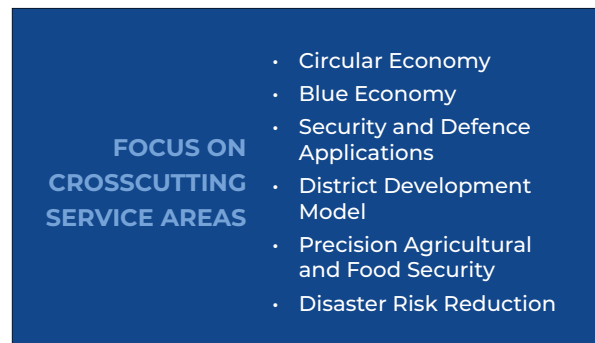 FOCUS ON
CROSSCUTTING
SERVICE AREAS
• Circular Economy
• Blue Economy
• Security and Defence
Applications
• District Development
Model
• Precision Agricultural
and Food Security
• Disaster Risk Reduction